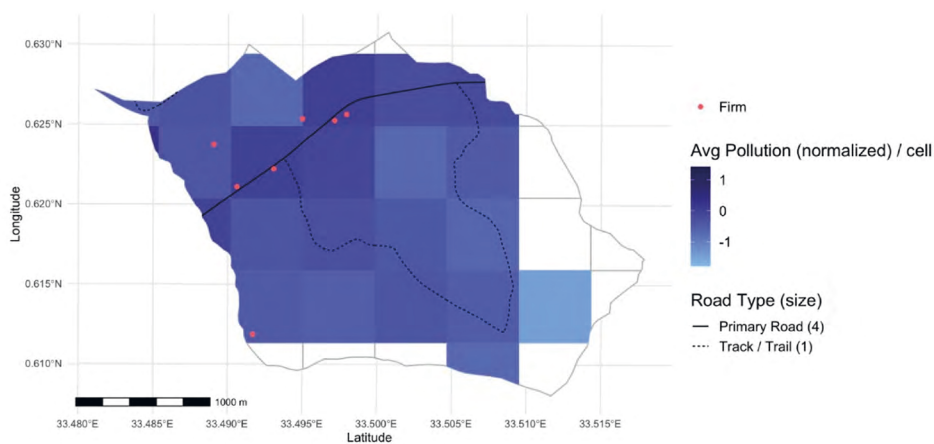 0.630°N
0.625°N
0.620°N
0.615°N
0.610°N
Longitude
1000 m
33.480°E 33.485°E 33.490°E 33.495°E 33.500°E 33.505°E 33.510°E 33.515°E
Latitude
Firm
Avg Pollution (normalized) / cell
1
0
-1
Road Type (size)
Primary Road (4)
Track / Trail (1)